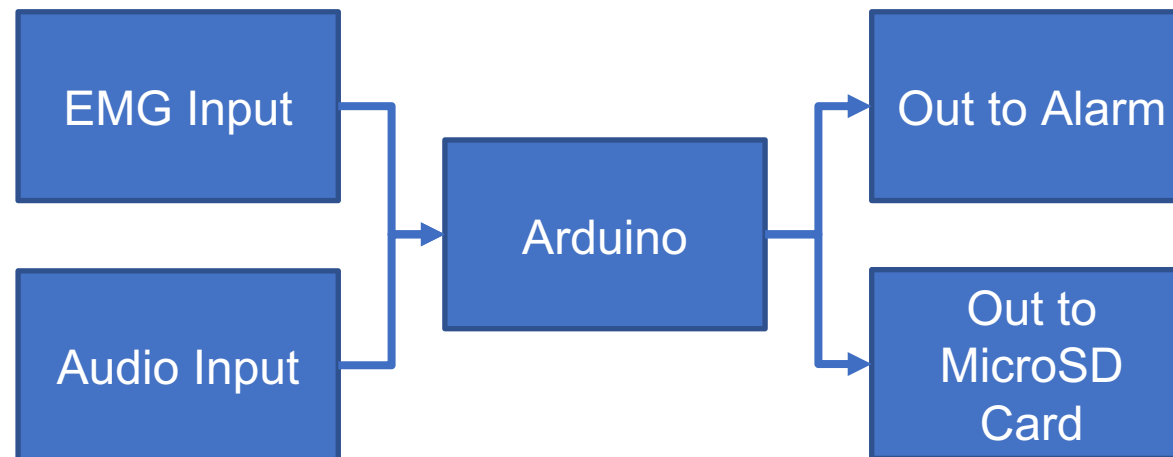 EMG Input
Audio Input
Arduino
Out to Alarm
Out to
MicroSD
Card